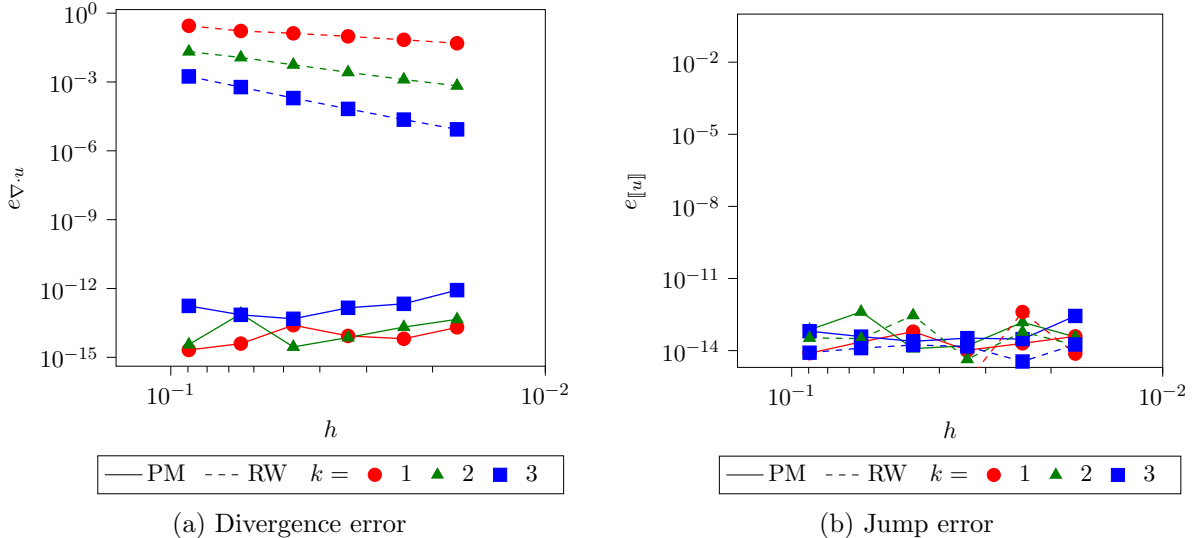 10^0
10^-3
10^-6
10^-9
10^-12
10^-15
e_∇·u
10^-1
10^-2
h
PM RW k = 1 2 3
(a) Divergence error
10^-2
10^-5
10^-8
10^-11
10^-14
e_⟦u⟧
10^-1
10^-2
h
PM RW k = 1 2 3
(b) Jump error